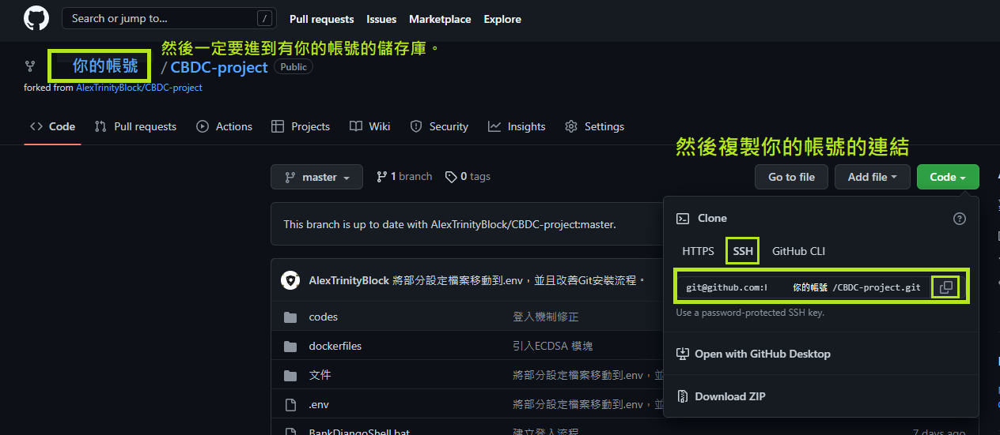 Search or jump to... /
Pull requests Issues Marketplace Explore
然後一定要進到有你的帳號的儲存庫。
你的帳號 / CBDC-project Public
forked from AlexTrinityBlock/CBDC-project
Code Pull requests Actions Projects Wiki Security Insights Settings
然後複製你的帳號的連結
master 1 branch 0 tags Go to file Add file Code
Clone
This branch is up to date with AlexTrinityBlock/CBDC-project:master.
HTTPS SSH GitHub CLI
AlexTrinityBlock 將部分設定檔案移動到.env，並且改善Git安裝流程。
git@github.com: 你的帳號 /CBDC-project.git
Use a password-protected SSH key.
codes 登入機制修正
dockerfiles 引入ECDSA 模塊
Open with GitHub Desktop
文件 將部分設定檔案移動到.env，並
Download ZIP
.env 將部分設定檔案移動到.env，並
BankDjangoShell.bat 建立登入流程 7 days ago